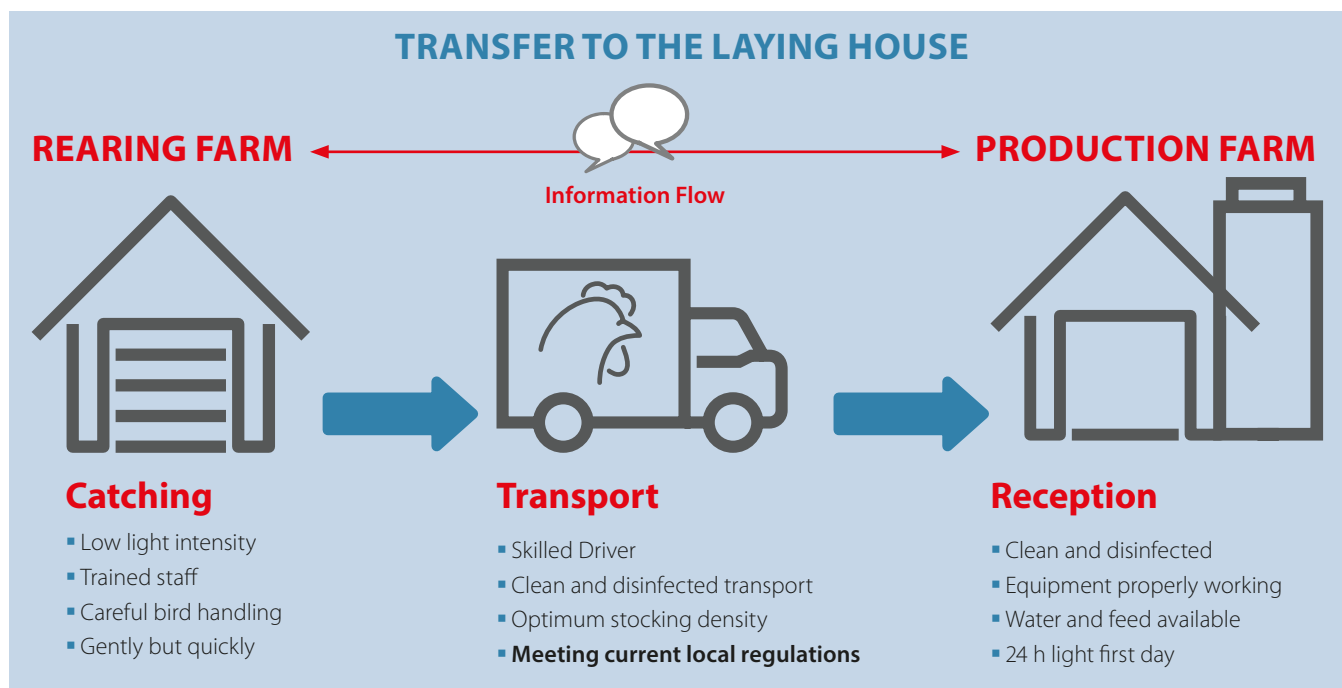 TRANSFER TO THE LAYING HOUSE
REARING FARM
PRODUCTION FARM
Information Flow
Catching
▪ Low light intensity
▪ Trained staff
▪ Careful bird handling
▪ Gently but quickly
Transport
▪ Skilled Driver
▪ Clean and disinfected transport
▪ Optimum stocking density
▪ Meeting current local regulations
Reception
▪ Clean and disinfected
▪ Equipment properly working
▪ Water and feed available
▪ 24 h light first day